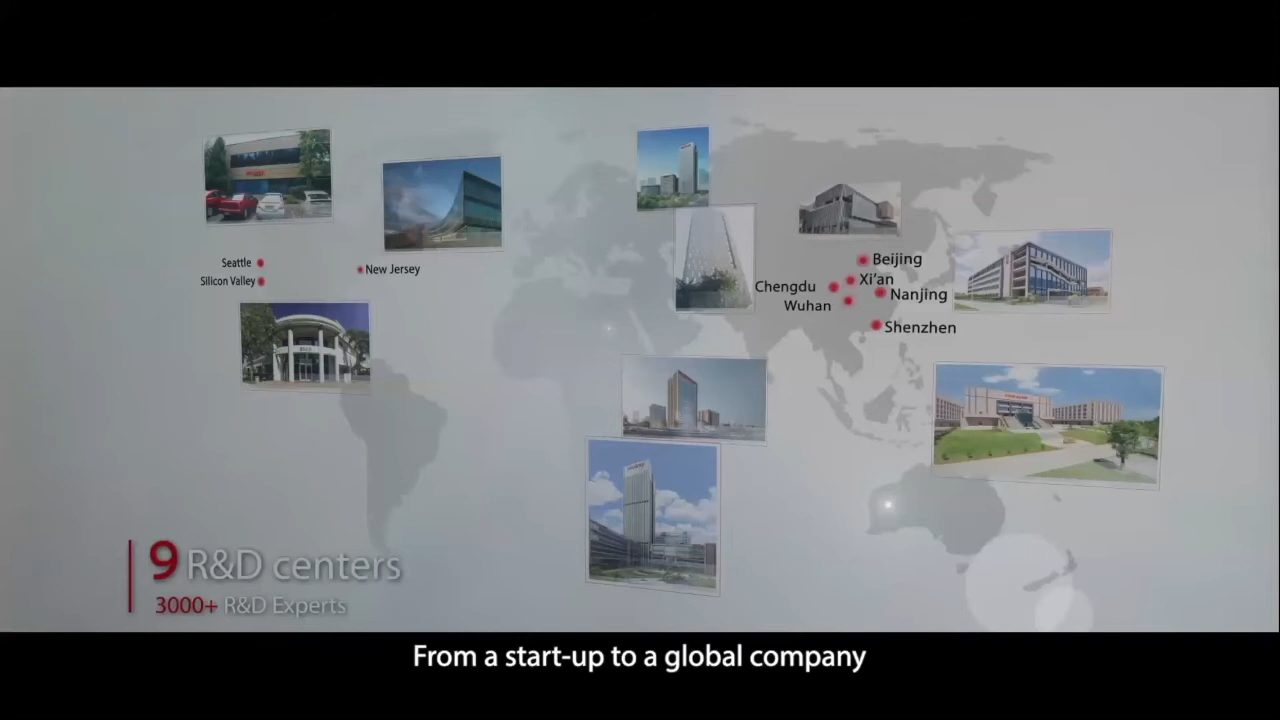 Seattle
Silicon Valley
New Jersey
Beijing
Xi'an
Chengdu
Nanjing
Wuhan
Shenzhen
9 R&D centers
3000+ R&D Experts
From a start-up to a global company